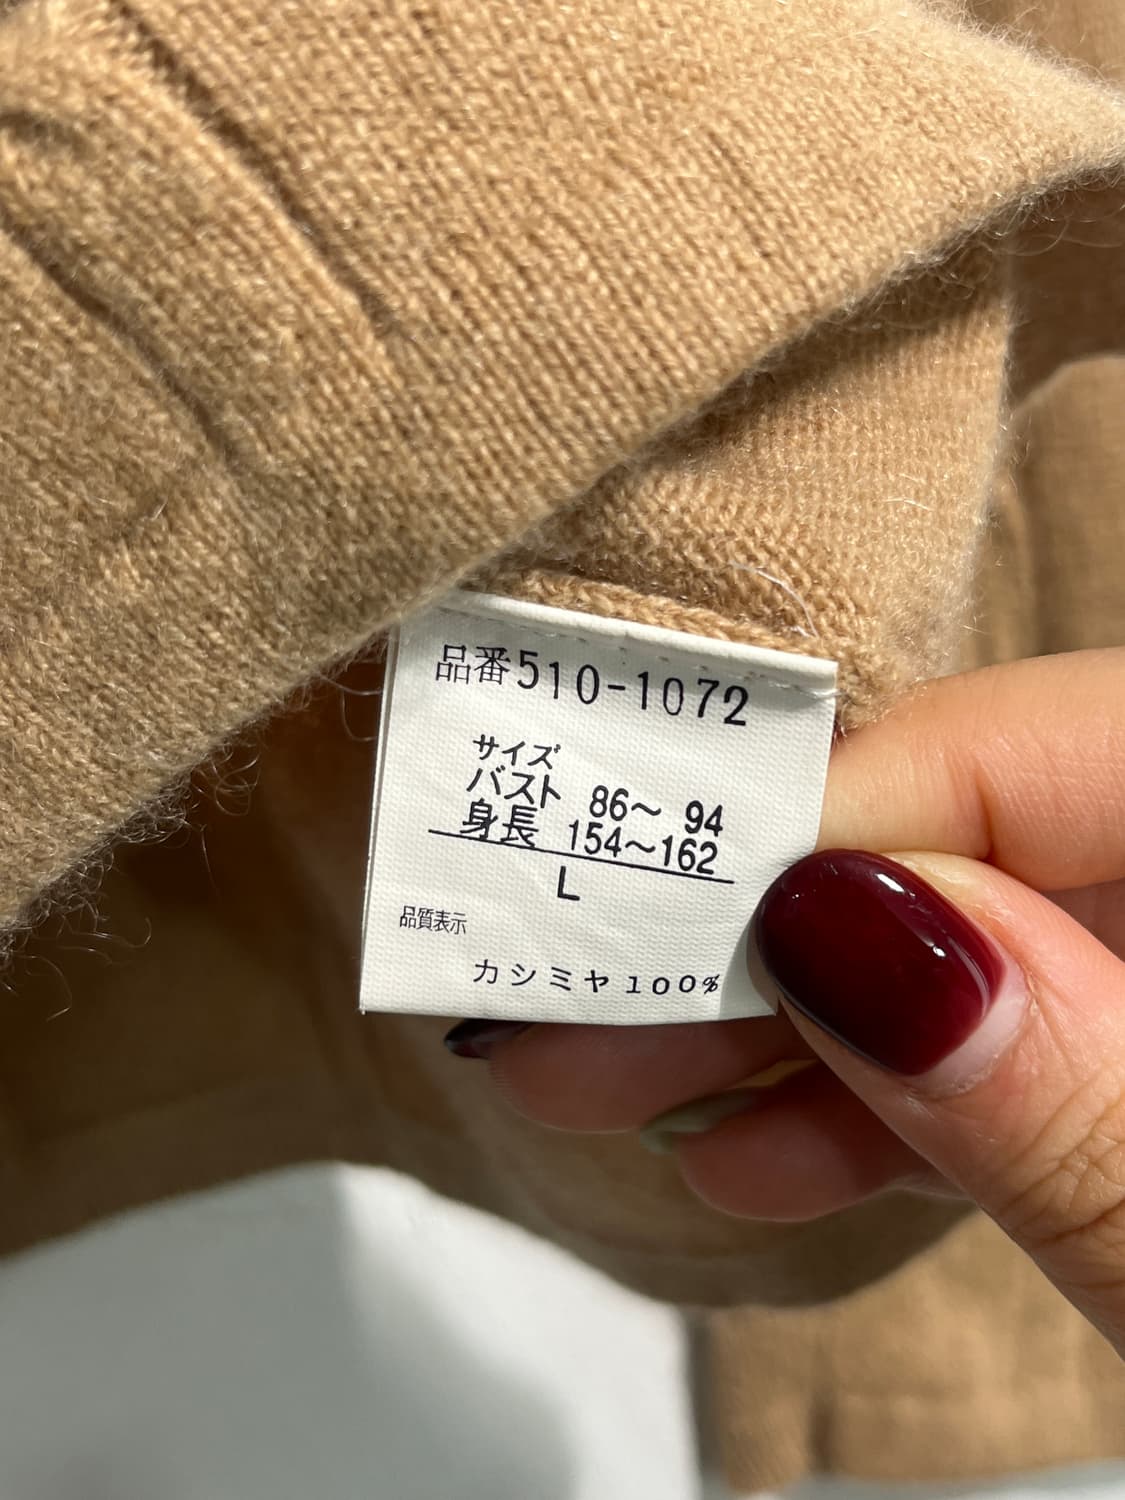 品番510-1072
サイズ
バスト 86～ 94
身長 154～162
L
品質表示
カシミヤ100%